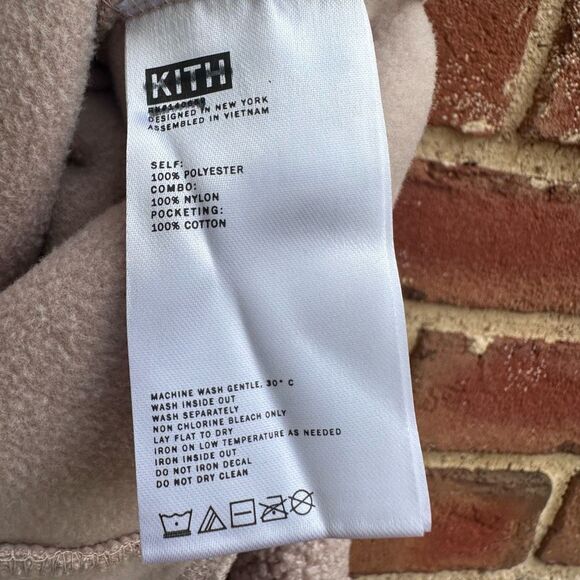 KITH
DESIGNED IN NEW YORK
ASSEMBLED IN VIETNAM
SELF:
100% POLYESTER
COMBO:
100% NYLON
POCKETING:
100% COTTON
MACHINE WASH GENTLE, 30° C
WASH INSIDE OUT
WASH SEPARATELY
NON CHLORINE BLEACH ONLY
LAY FLAT TO DRY
IRON ON LOW TEMPERATURE AS NEEDED
IRON INSIDE OUT
DO NOT IRON DECAL
DO NOT DRY CLEAN